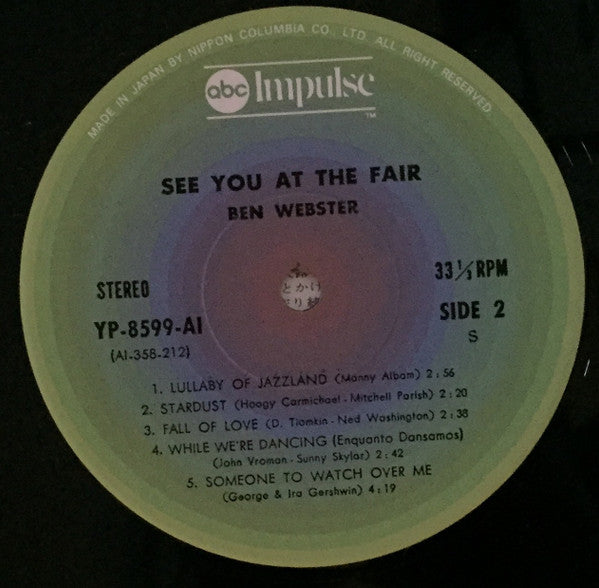 MADE IN JAPAN BY NIPPON COLUMBIA CO., LTD. ALL RIGHT RESERVED
abc Impulse
TM
SEE YOU AT THE FAIR
BEN WEBSTER
STEREO
33 1/3 RPM
YP-8599-AI
SIDE 2
(AI-358-212)
S
1. LULLABY OF JAZZLAND (Manny Albam) 2:56
2. STARDUST (Hoagy Carmichael - Mitchell Parish) 2:20
3. FALL OF LOVE (D. Tiomkin - Ned Washington) 2:38
4. WHILE WE'RE DANCING (Enquanto Dansamos)
(John Vroman - Sunny Skylar) 2:42
5. SOMEONE TO WATCH OVER ME
(George & Ira Gershwin) 4:19